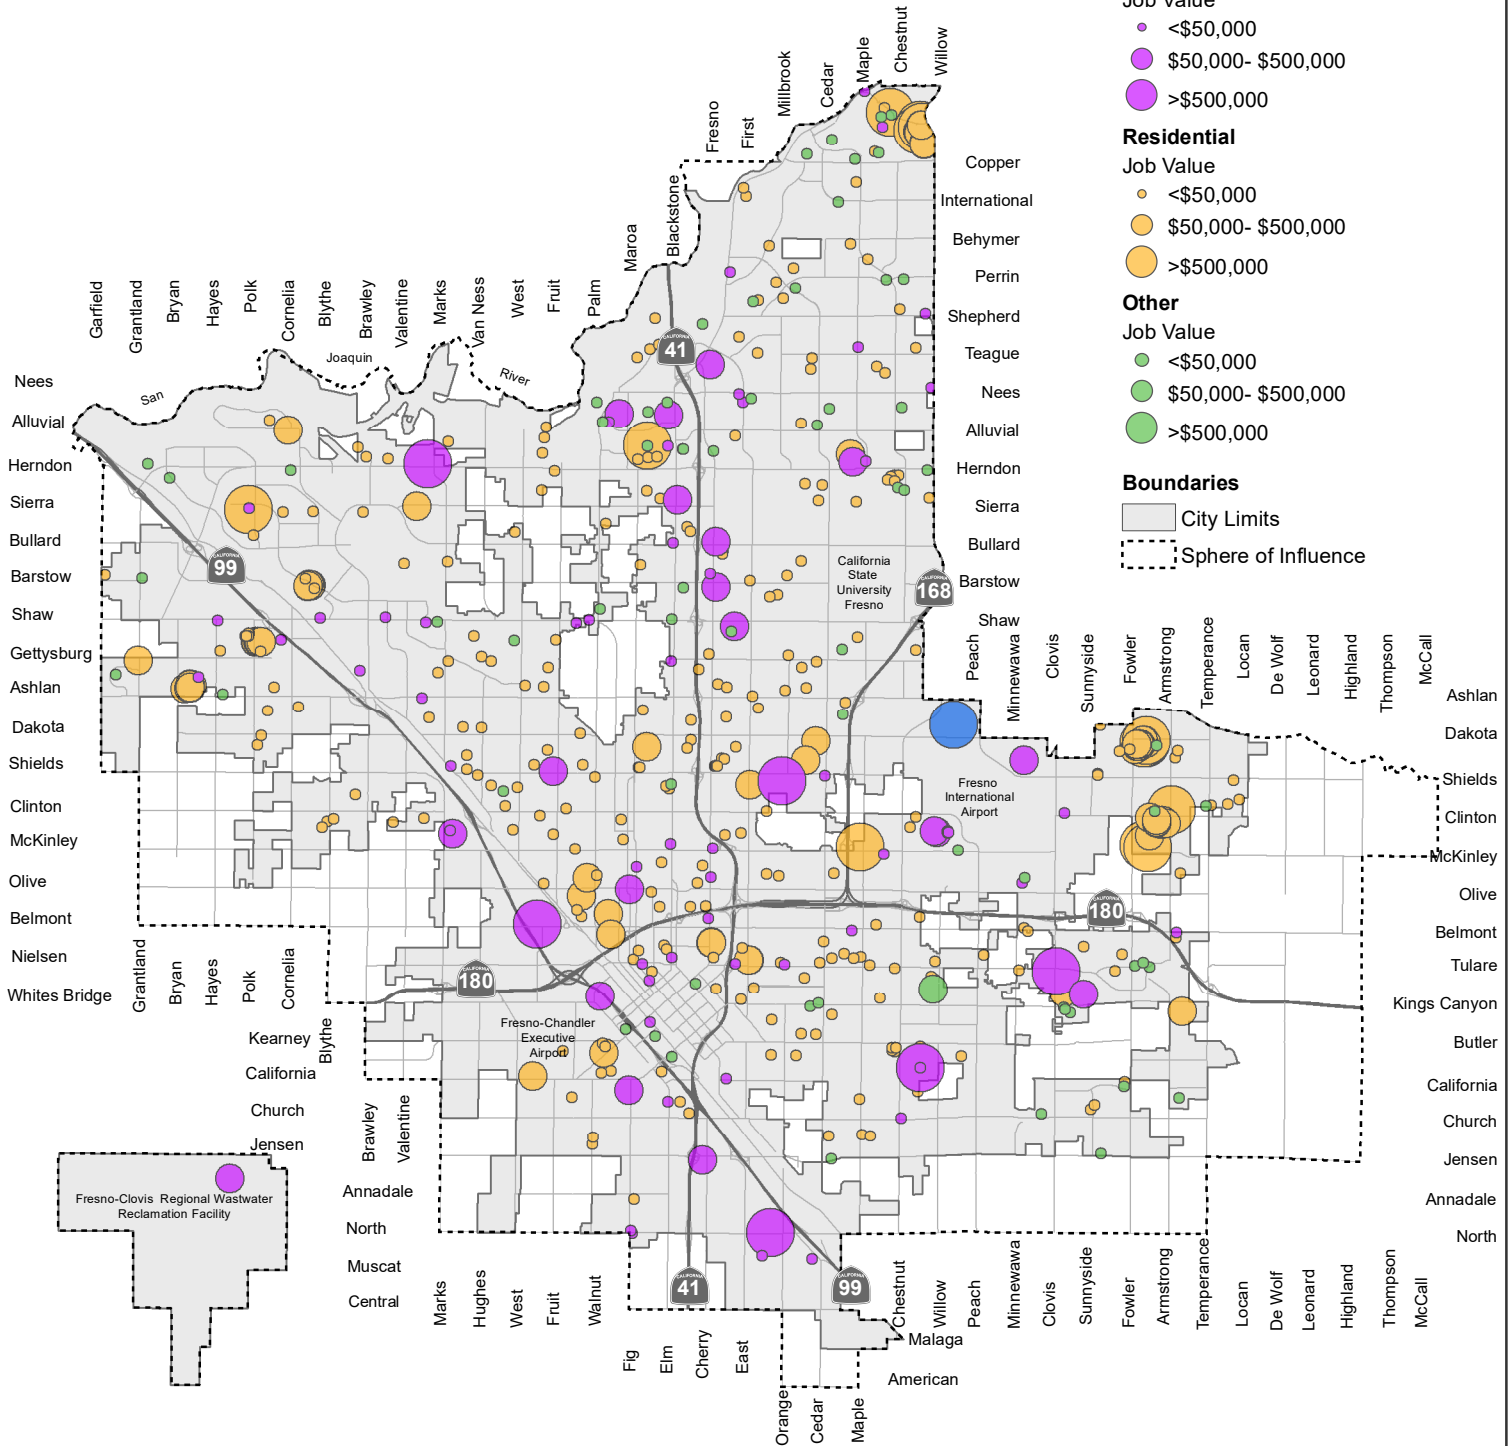 Job Value
<$50,000
$50,000- $500,000
>$500,000
Residential
Job Value
<$50,000
$50,000- $500,000
>$500,000
Other
Job Value
<$50,000
$50,000- $500,000
>$500,000
Boundaries
City Limits
Sphere of Influence
Garfield
Grantland
Bryan
Hayes
Polk
Cornelia
Blythe
Brawley
Valentine
Marks
Van Ness
West
Fruit
Palm
Maroa
Blackstone
Fresno
First
Millbrook
Cedar
Maple
Chestnut
Willow
San
Joaquin
River
Nees
Alluvial
Herndon
Sierra
Bullard
Barstow
Shaw
Gettysburg
Ashlan
Dakota
Shields
Clinton
McKinley
Olive
Belmont
Nielsen
Whites Bridge
Copper
International
Behymer
Perrin
Shepherd
Teague
Nees
Alluvial
Herndon
Sierra
Bullard
Barstow
Shaw
CALIFORNIA
41
CALIFORNIA
99
CALIFORNIA
168
California
State
University
Fresno
Peach
Minnewawa
Clovis
Sunnyside
Fowler
Armstrong
Temperance
Locan
De Wolf
Leonard
Highland
Thompson
McCall
Ashlan
Dakota
Shields
Clinton
McKinley
Olive
Belmont
Tulare
Kings Canyon
Butler
California
Church
Jensen
Annadale
North
Fresno
International
Airport
CALIFORNIA
180
CALIFORNIA
180
Grantland
Bryan
Hayes
Polk
Cornelia
Blythe
Kearney
California
Church
Jensen
Brawley
Valentine
Annadale
North
Muscat
Central
Fresno-Chandler
Executive
Airport
Fresno-Clovis Regional Wastwater
Reclamation Facility
CALIFORNIA
41
CALIFORNIA
99
Marks
Hughes
West
Fruit
Walnut
Fig
Elm
Cherry
East
Orange
Cedar
Maple
Chestnut
Willow
Peach
Minnewawa
Clovis
Sunnyside
Fowler
Armstrong
Temperance
Locan
De Wolf
Leonard
Highland
Thompson
McCall
Malaga
American